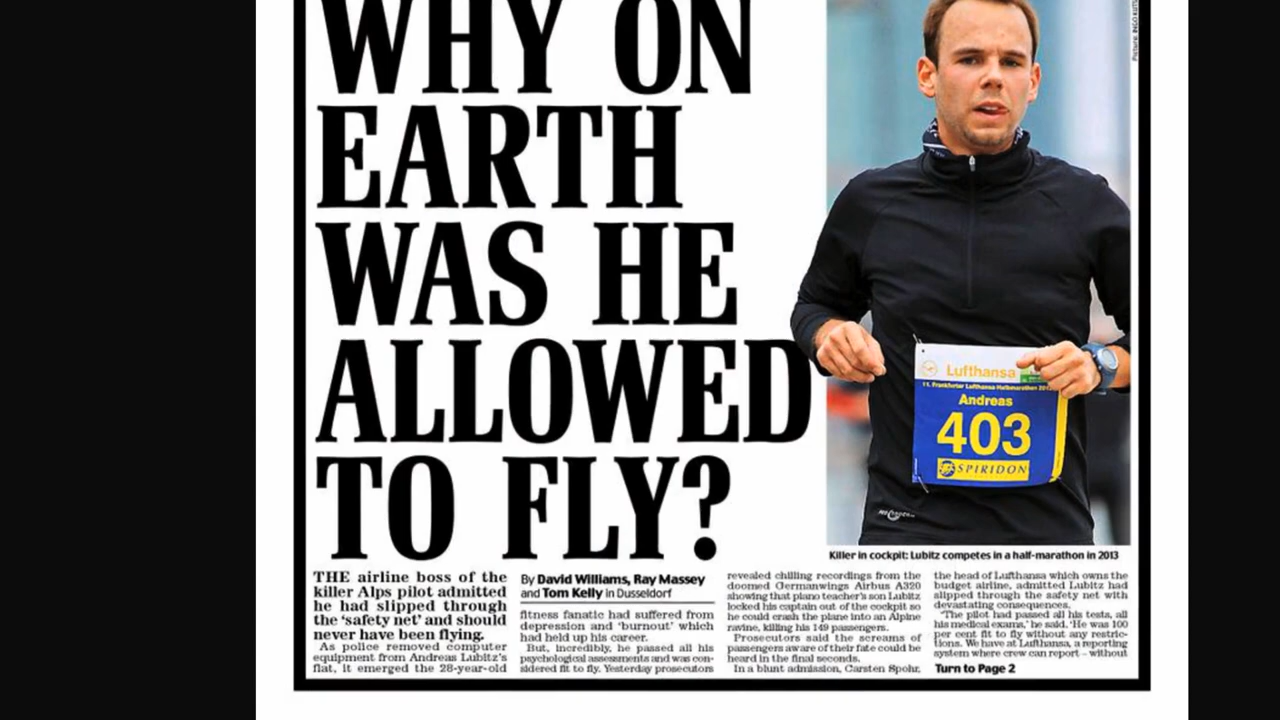 WHY ON
EARTH
WAS HE
ALLOWED
TO FLY?
Lufthansa
11. Frankfurter Lufthansa Halbmarathon
Andreas
403
SPIRIDON
Killer in cockpit: Lubitz competes in a half-marathon in 2013
THE airline boss of the
killer Alps pilot admitted
he had slipped through
the ‘safety net’ and should
never have been flying.
As police removed computer
equipment from Andreas Lubitz’s
flat, it emerged the 28-year-old
By David Williams, Ray Massey
and Tom Kelly in Dusseldorf
fitness fanatic had suffered from
depression and ‘burnout’ which
had held up his career.
But, incredibly, he passed all his
psychological assessments and was con-
sidered fit to fly. Yesterday prosecutors
revealed chilling recordings from the
doomed Germanwings Airbus A320
showing that piano teacher’s son Lubitz
locked his captain out of the cockpit so
he could crash the plane into an Alpine
ravine, killing his 149 passengers.
Prosecutors said the screams of
passengers aware of their fate could be
heard in the final seconds.
In a blunt admission, Carsten Spohr,
the head of Lufthansa which owns the
budget airline, admitted Lubitz had
slipped through the safety net with
devastating consequences.
‘The pilot had passed all his tests, all
his medical exams,’ he said. ‘He was 100
per cent fit to fly without any restric-
tions. We have at Lufthansa, a reporting
system where crew can report – without
Turn to Page 2